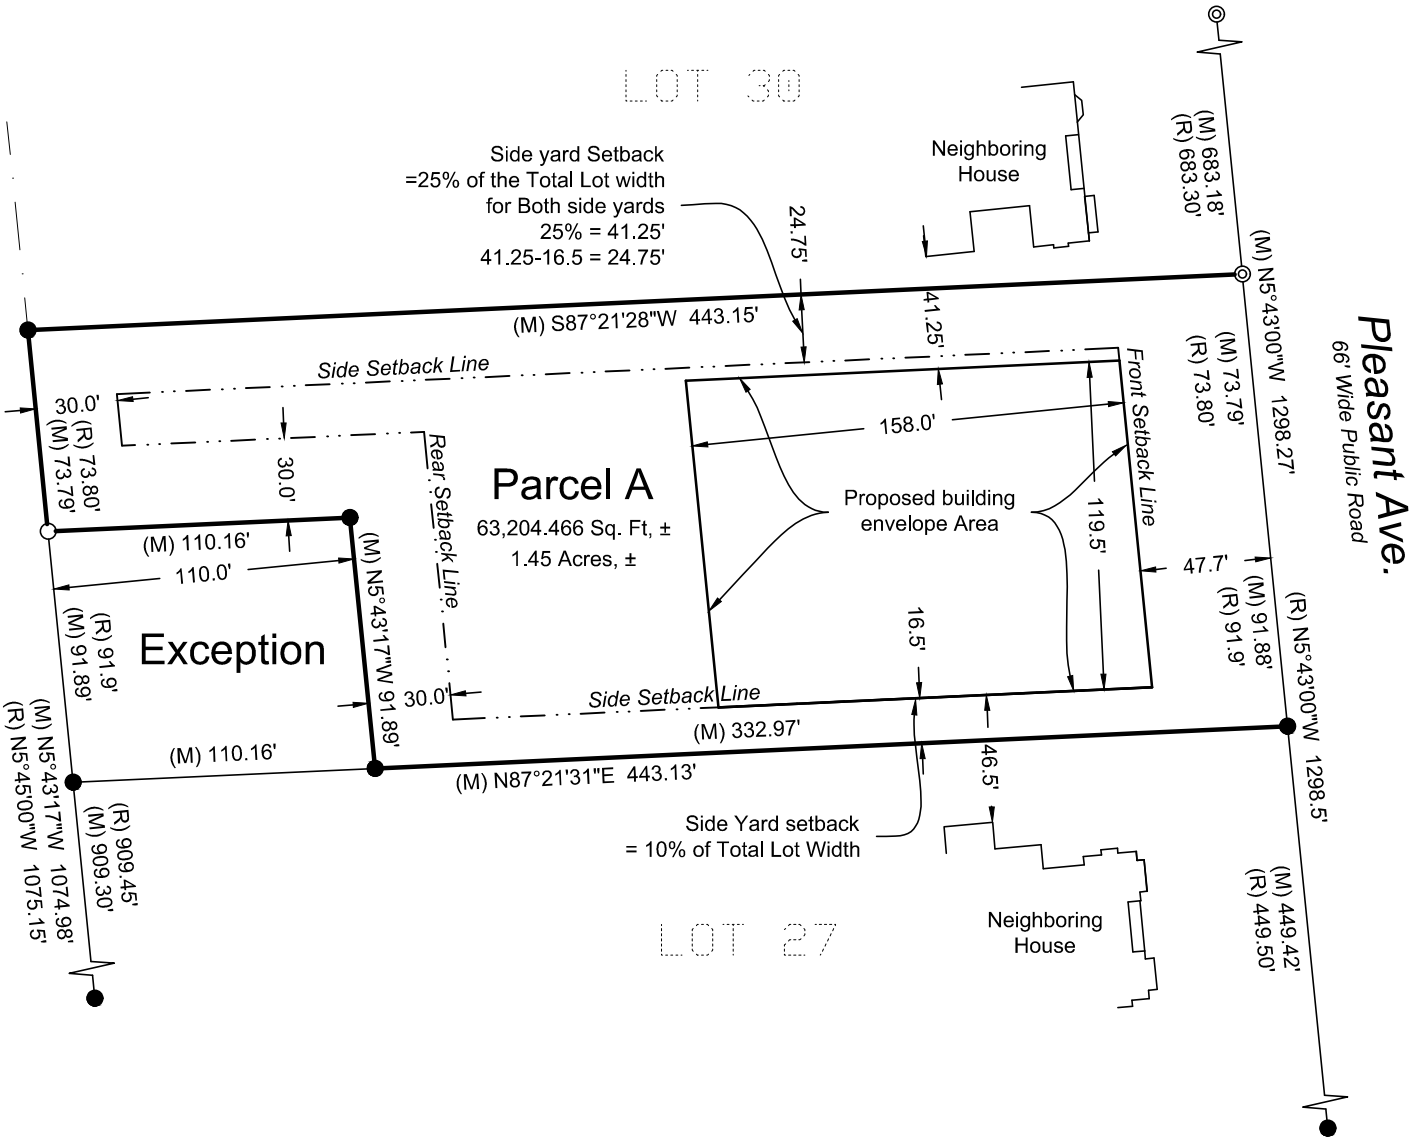 LOT 30
Side yard Setback
=25% of the Total Lot width
for Both side yards
25% = 41.25'
41.25-16.5 = 24.75'
Neighboring
House
24.75'
41.25'
(M) 683.18'
(R) 683.30'
(M) N5°43'00"W 1298.27'
Pleasant Ave.
66' Wide Public Road
(M) S87°21'28"W 443.15'
Side Setback Line
Front Setback Line
(M) 73.79'
(R) 73.80'
30.0'
(R) 73.80'
(M) 73.79'
30.0'
Rear Setback Line
Parcel A
63,204.466 Sq. Ft, ±
1.45 Acres, ±
158.0'
Proposed building
envelope Area
119.5'
47.7'
(M) 91.88'
(R) 91.9'
(R) N5°43'00"W 1298.5'
(M) 110.16'
110.0'
(M) N5°43'17"W 91.89'
Exception
(R) 91.9'
(M) 91.89'
16.5'
30.0'
Side Setback Line
(M) 332.97'
46.5'
(M) 110.16'
(M) N87°21'31"E 443.13'
(M) N5°43'17"W 1074.98'
(R) N5°45'00"W 1075.15'
(R) 909.45'
(M) 909.30'
Side Yard setback
= 10% of Total Lot Width
LOT 27
Neighboring
House
(M) 449.42'
(R) 449.50'